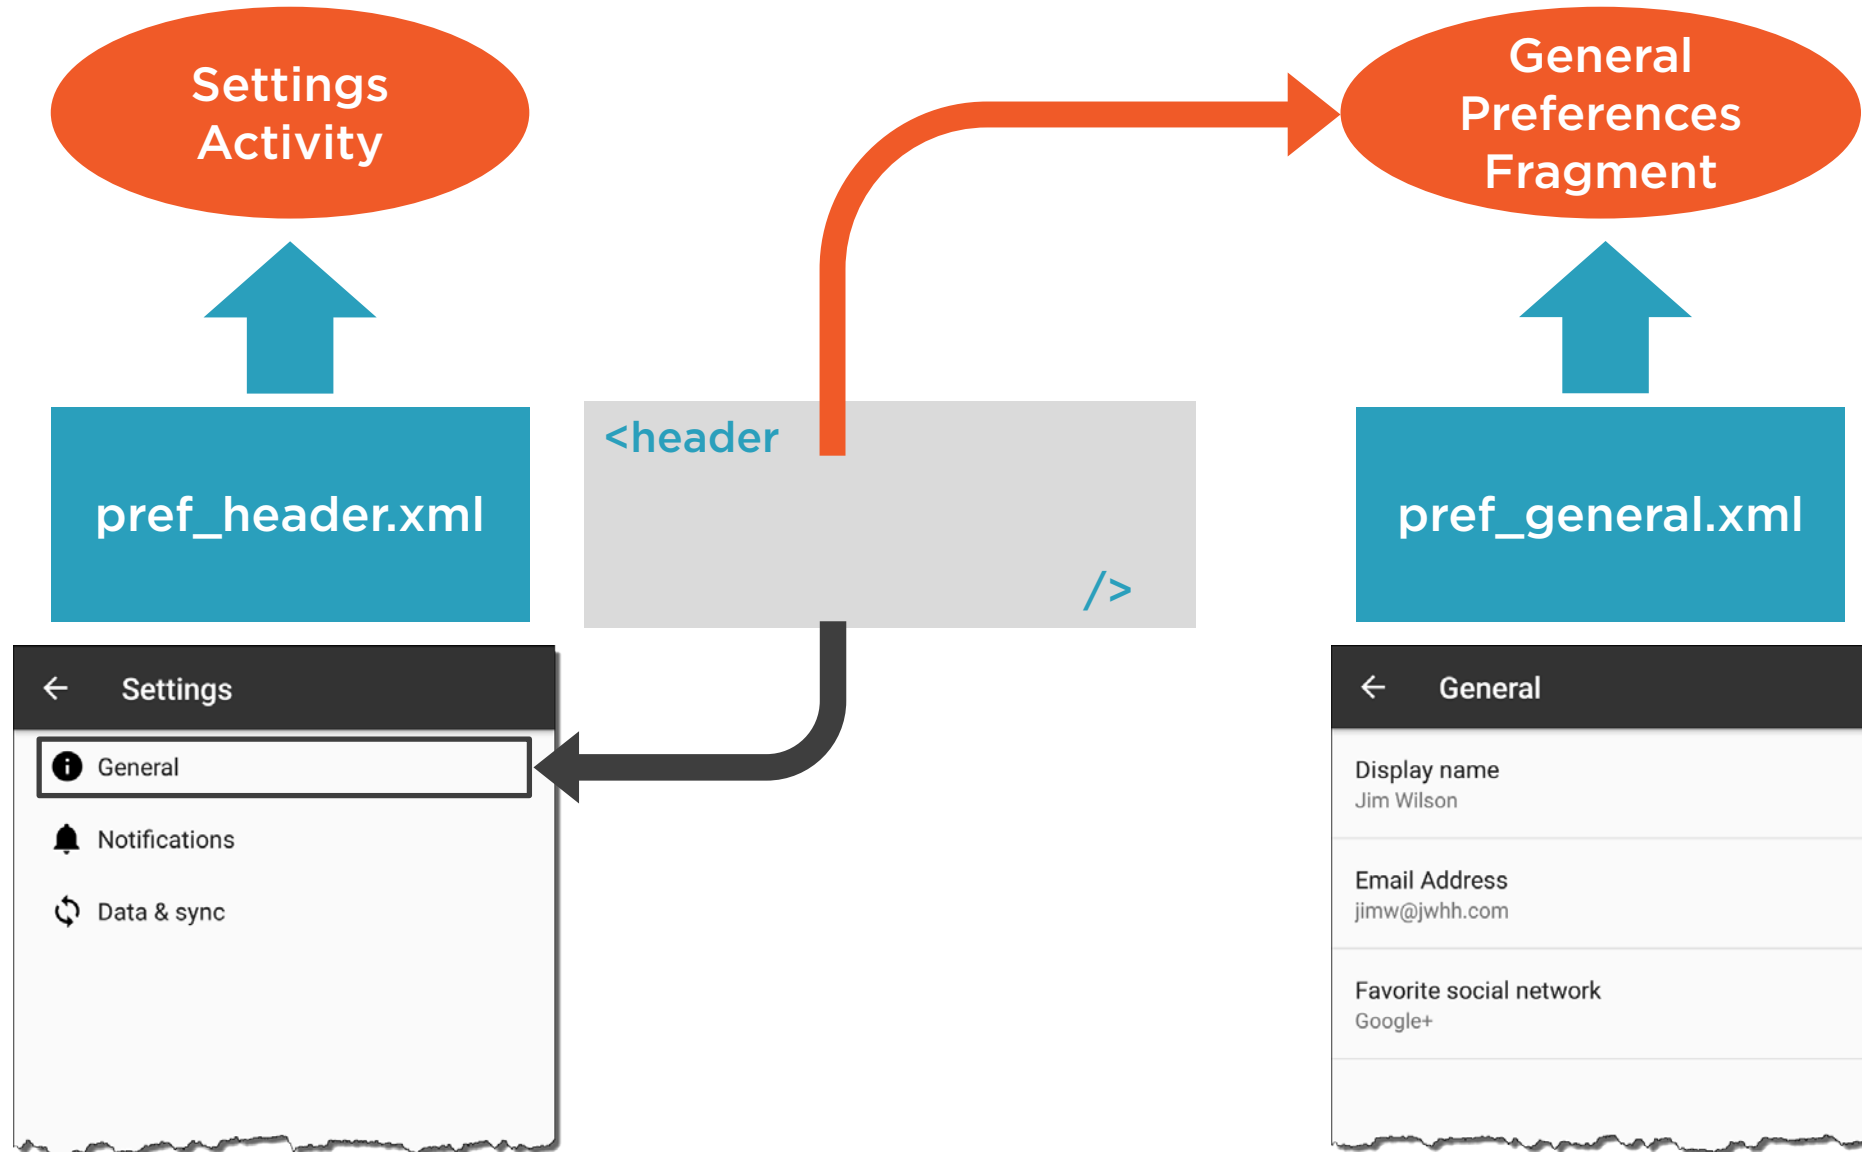 Settings
Activity
General
Preferences
Fragment
pref_header.xml
<header
/>
pref_general.xml
Settings
General
Notifications
Data & sync
General
Display name
Jim Wilson
Email Address
jimw@jwhh.com
Favorite social network
Google+